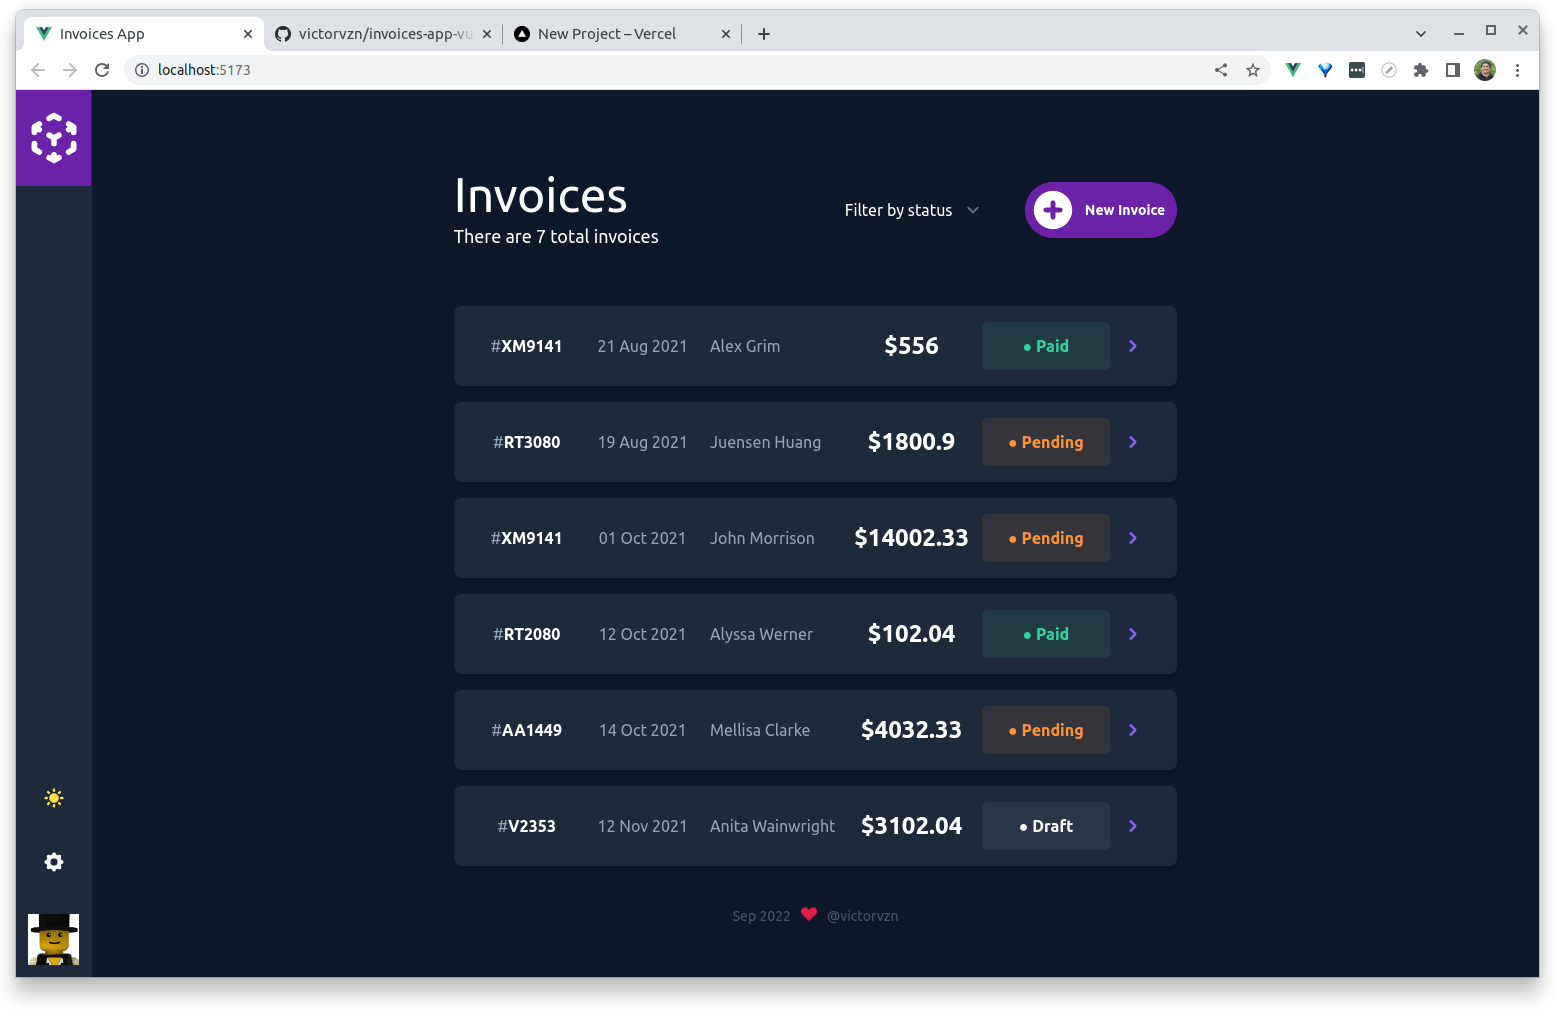 Invoices App
victorvzn/invoices-app-vu
New Project – Vercel
localhost:5173
Invoices
There are 7 total invoices
Filter by status
New Invoice
#XM9141 21 Aug 2021 Alex Grim $556 Paid
#RT3080 19 Aug 2021 Juensen Huang $1800.9 Pending
#XM9141 01 Oct 2021 John Morrison $14002.33 Pending
#RT2080 12 Oct 2021 Alyssa Werner $102.04 Paid
#AA1449 14 Oct 2021 Mellisa Clarke $4032.33 Pending
#V2353 12 Nov 2021 Anita Wainwright $3102.04 Draft
Sep 2022 @victorvzn